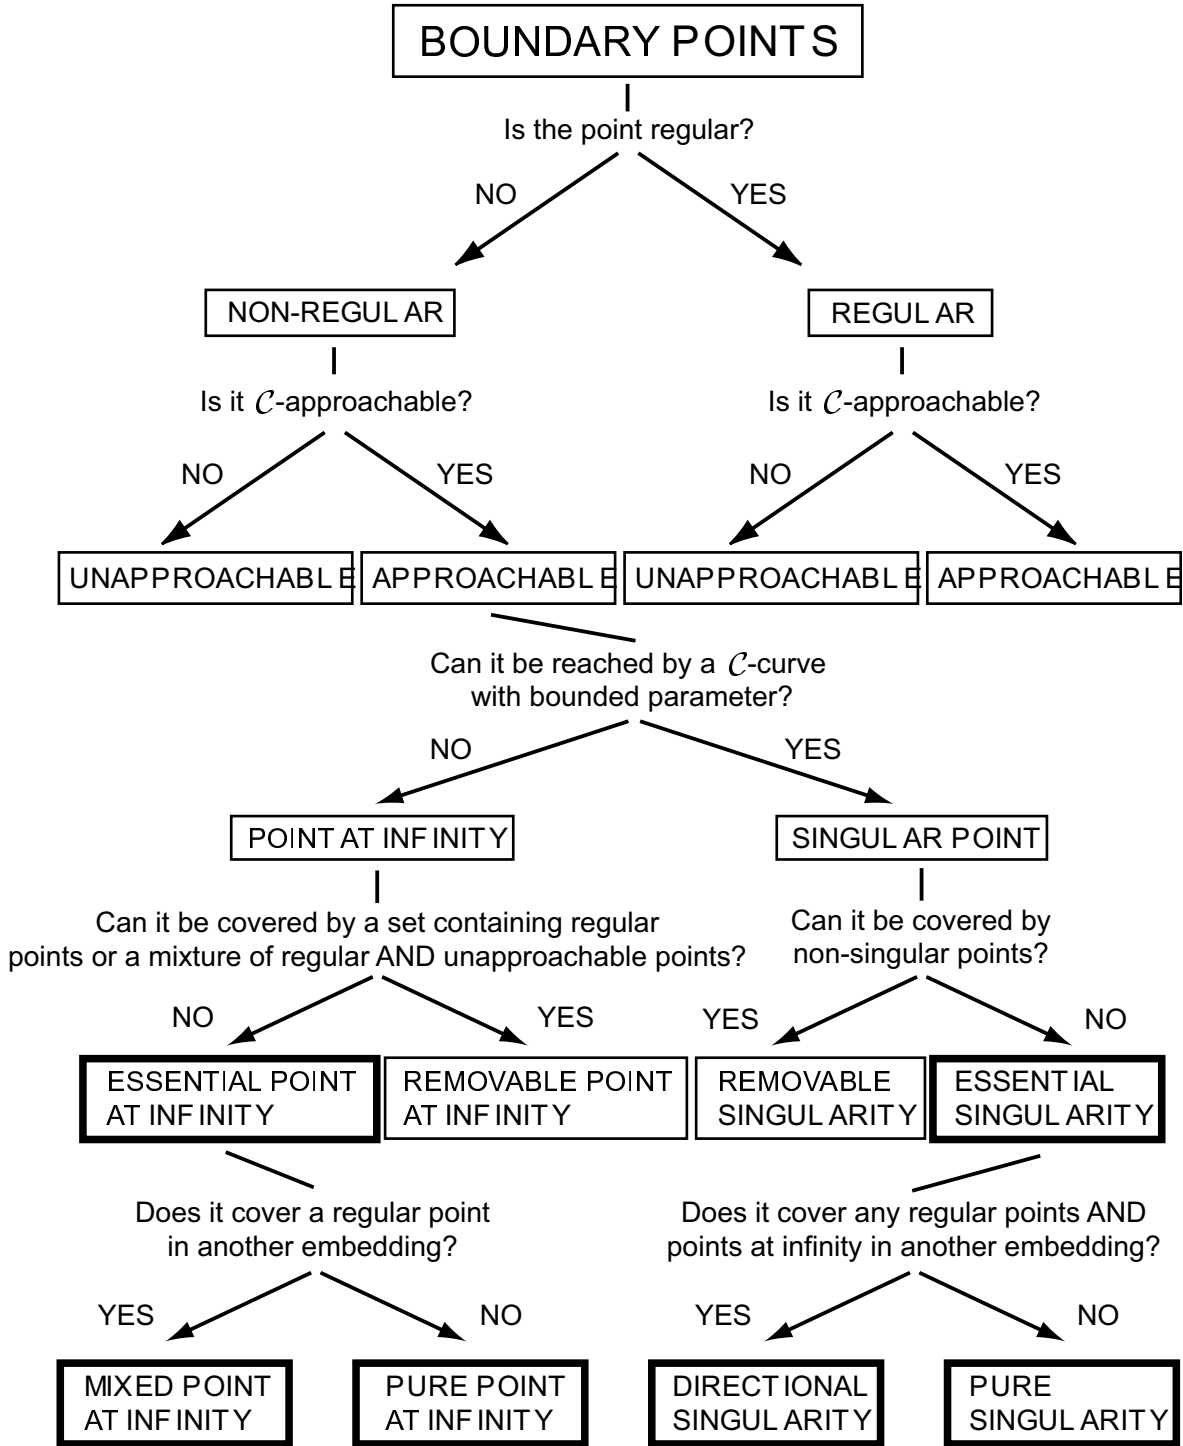 BOUNDARY POINTS
Is the point regular?
NO
YES
NON-REGULAR
REGULAR
Is it 𝒞-approachable?
Is it 𝒞-approachable?
NO
YES
NO
YES
UNAPPROACHABLE
APPROACHABLE
UNAPPROACHABLE
APPROACHABLE
Can it be reached by a 𝒞-curve
with bounded parameter?
NO
YES
POINT AT INFINITY
SINGULAR POINT
Can it be covered by a set containing regular
points or a mixture of regular AND unapproachable points?
Can it be covered by
non-singular points?
NO
YES
YES
NO
ESSENTIAL POINT
AT INFINITY
REMOVABLE POINT
AT INFINITY
REMOVABLE
SINGULARITY
ESSENTIAL
SINGULARITY
Does it cover a regular point
in another embedding?
Does it cover any regular points AND
points at infinity in another embedding?
YES
NO
YES
NO
MIXED POINT
AT INFINITY
PURE POINT
AT INFINITY
DIRECTIONAL
SINGULARITY
PURE
SINGULARITY